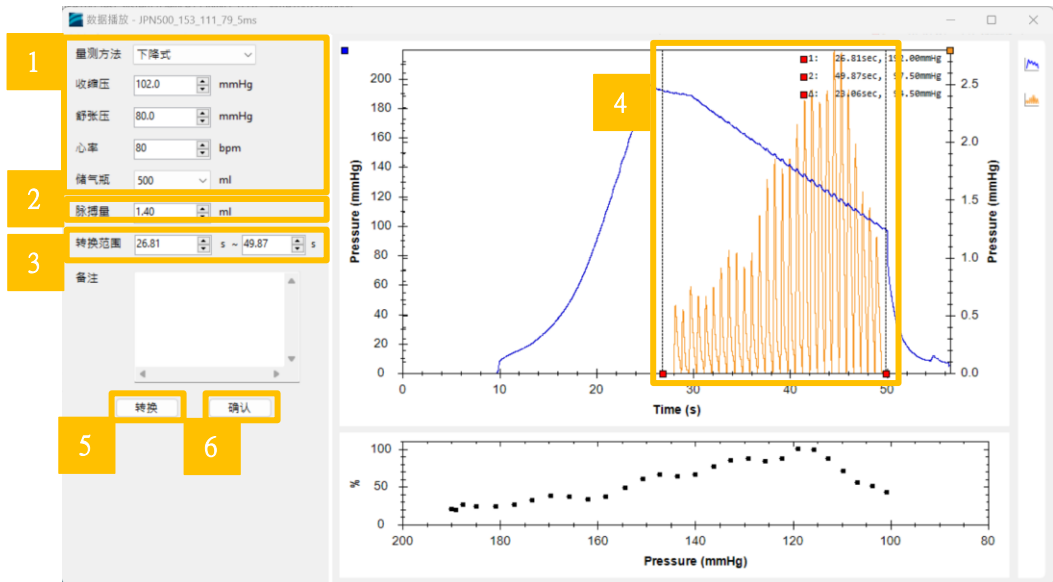 数据播放 - JPN500_153_111_79_5ms
1
量测方法 下降式
收缩压 102.0 mmHg
舒张压 80.0 mmHg
心率 80 bpm
储气瓶 500 ml
2
脉搏量 1.40 ml
3
转换范围 26.81 s ~ 49.87 s
备注
转换 确认
5
6
4
1: 26.81sec, 192.00mmHg
2: 49.87sec, 97.50mmHg
Δ: 23.06sec, 94.50mmHg
Pressure (mmHg)
200
180
160
140
120
100
80
60
40
20
0
0 10 20 30 40 50
Time (s)
2.5
2.0
1.5
1.0
0.5
0.0
Pressure (mmHg)
%
100
50
0
200 180 160 140 120 100 80
Pressure (mmHg)